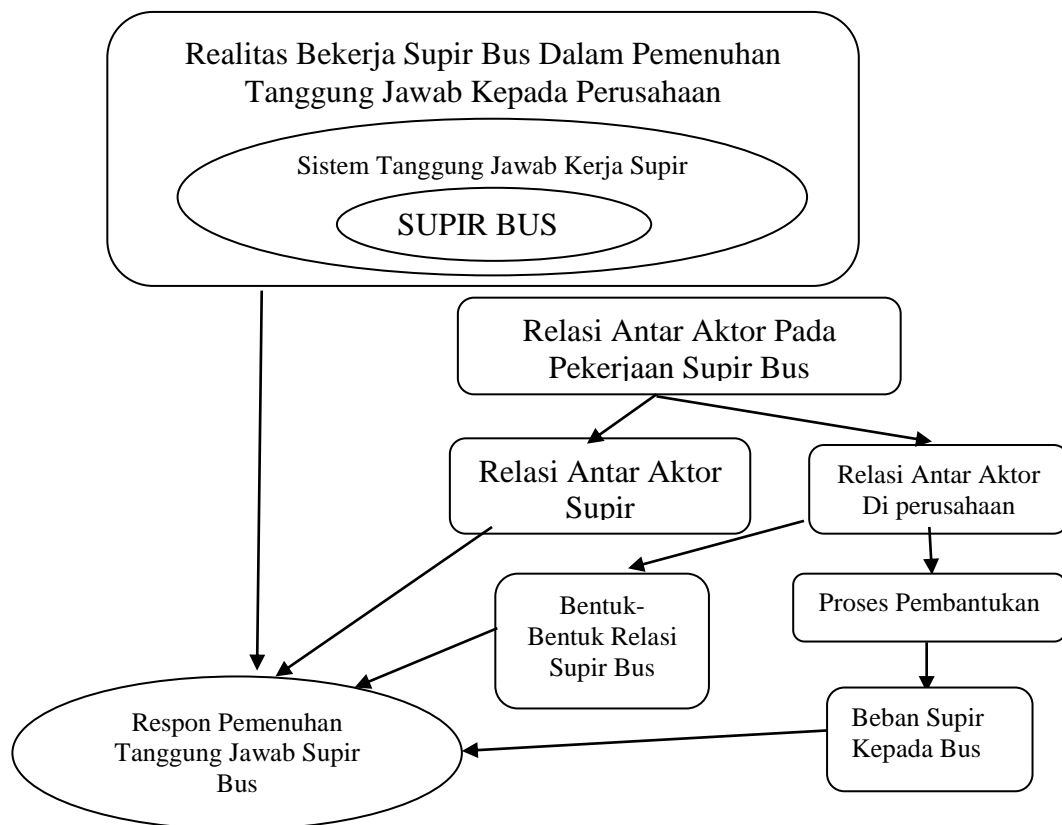 Realitas Bekerja Supir Bus Dalam Pemenuhan
Tanggung Jawab Kepada Perusahaan
Sistem Tanggung Jawab Kerja Supir
SUPIR BUS
Relasi Antar Aktor Pada
Pekerjaan Supir Bus
Relasi Antar Aktor
Supir
Relasi Antar Aktor
Di perusahaan
Bentuk-
Bentuk Relasi
Supir Bus
Proses Pembantukan
Respon Pemenuhan
Tanggung Jawab Supir
Bus
Beban Supir
Kepada Bus